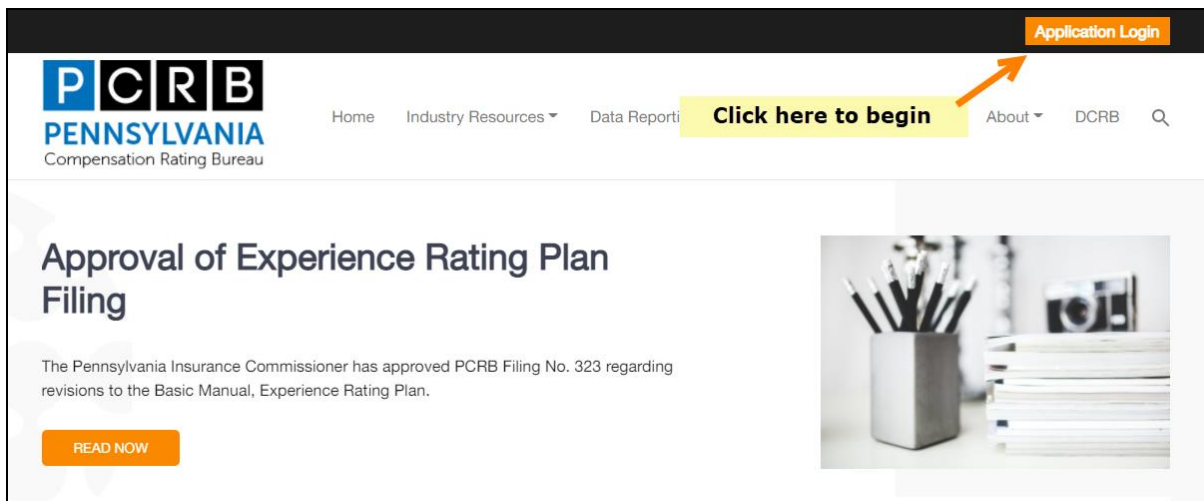 Application Login
PCRB
PENNSYLVANIA
Compensation Rating Bureau
Home Industry Resources Data Reporti Click here to begin About DCRB
Approval of Experience Rating Plan
Filing
The Pennsylvania Insurance Commissioner has approved PCRB Filing No. 323 regarding
revisions to the Basic Manual, Experience Rating Plan.
READ NOW